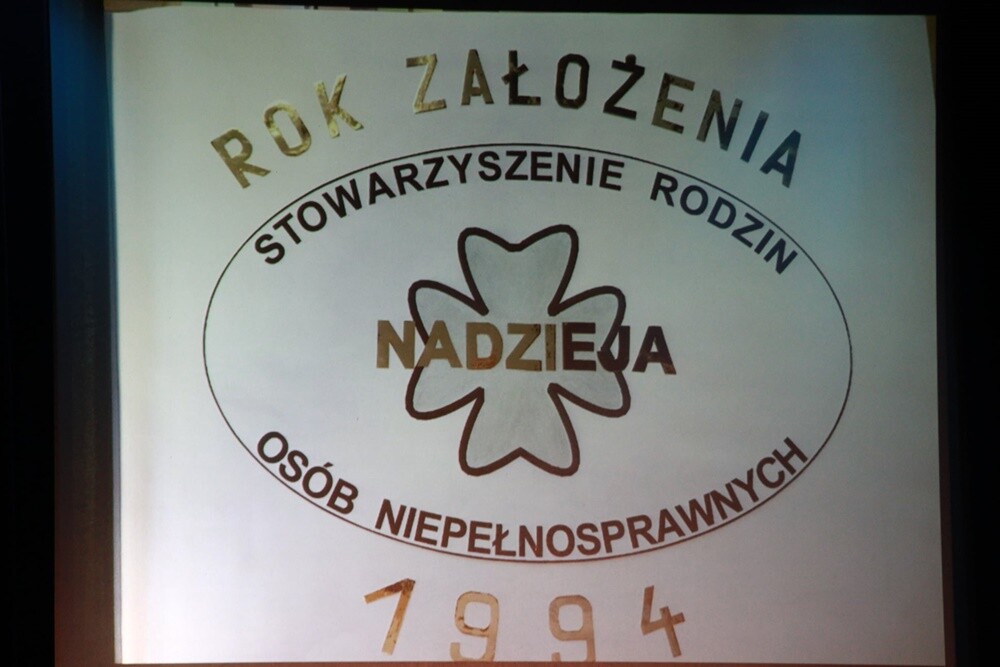 ROK ZAŁOŻENIA
STOWARZYSZENIE RODZIN
NADZIEJA
OSÓB NIEPEŁNOSPRAWNYCH
1994